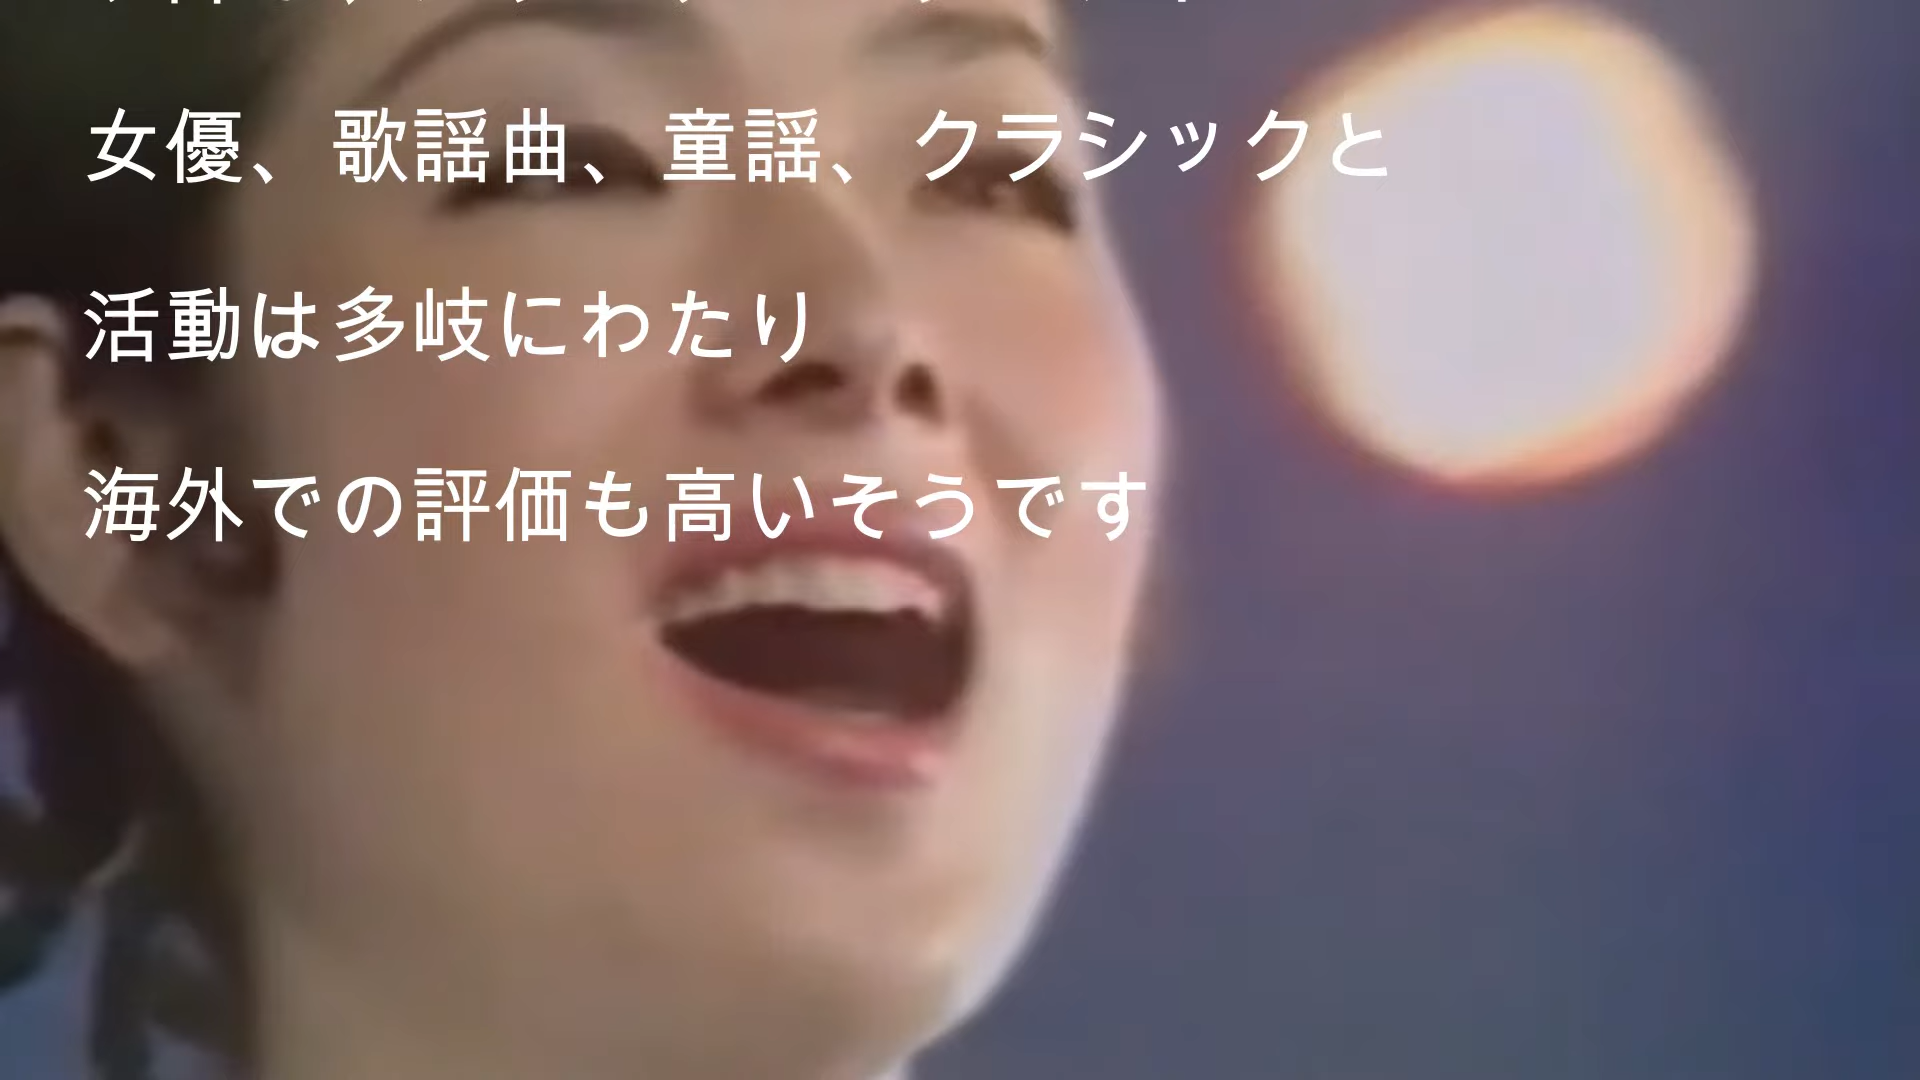 女優、歌謡曲、童謡、クラシックと
活動は多岐にわたり
海外での評価も高いそうです